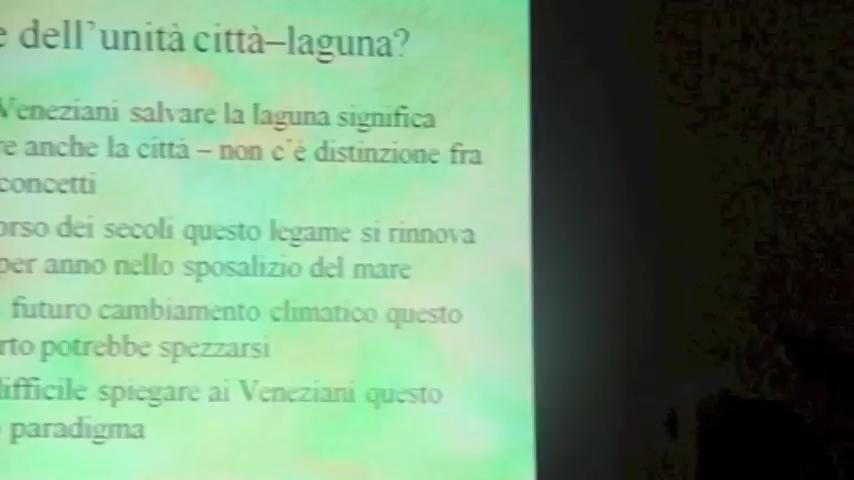 dell'unità città–laguna?
Veneziani salvare la laguna significa
re anche la città – non c'è distinzione fra
concetti
orso dei secoli questo legame si rinnova
per anno nello sposalizio del mare
futuro cambiamento climatico questo
rto potrebbe spezzarsi
difficile spiegare ai Veneziani questo
paradigma